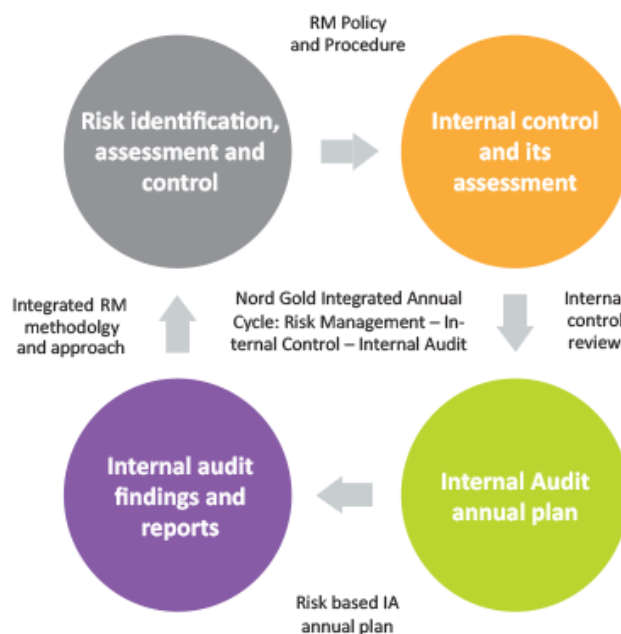 RM Policy
and Procedure
Risk identification,
assessment and
control
Internal control
and its
assessment
Integrated RM
methodolgy
and approach
Nord Gold Integrated Annual
Cycle: Risk Management – In-
ternal Control – Internal Audit
Internal
control
review
Internal audit
findings and
reports
Internal Audit
annual plan
Risk based IA
annual plan